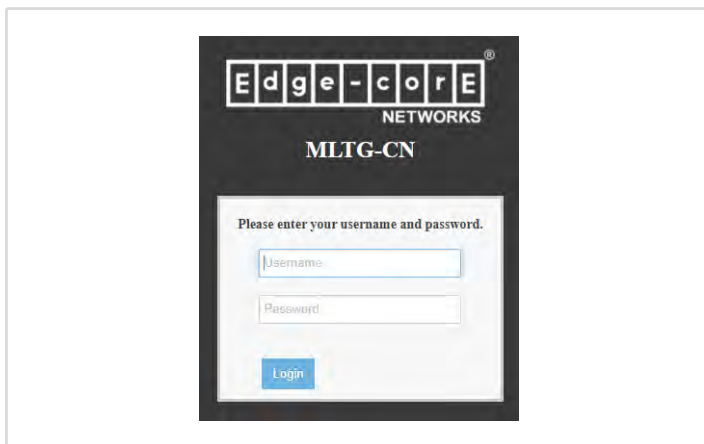 Edge-corE®
NETWORKS
MLTG-CN
Please enter your username and password.
Username
Password
Login